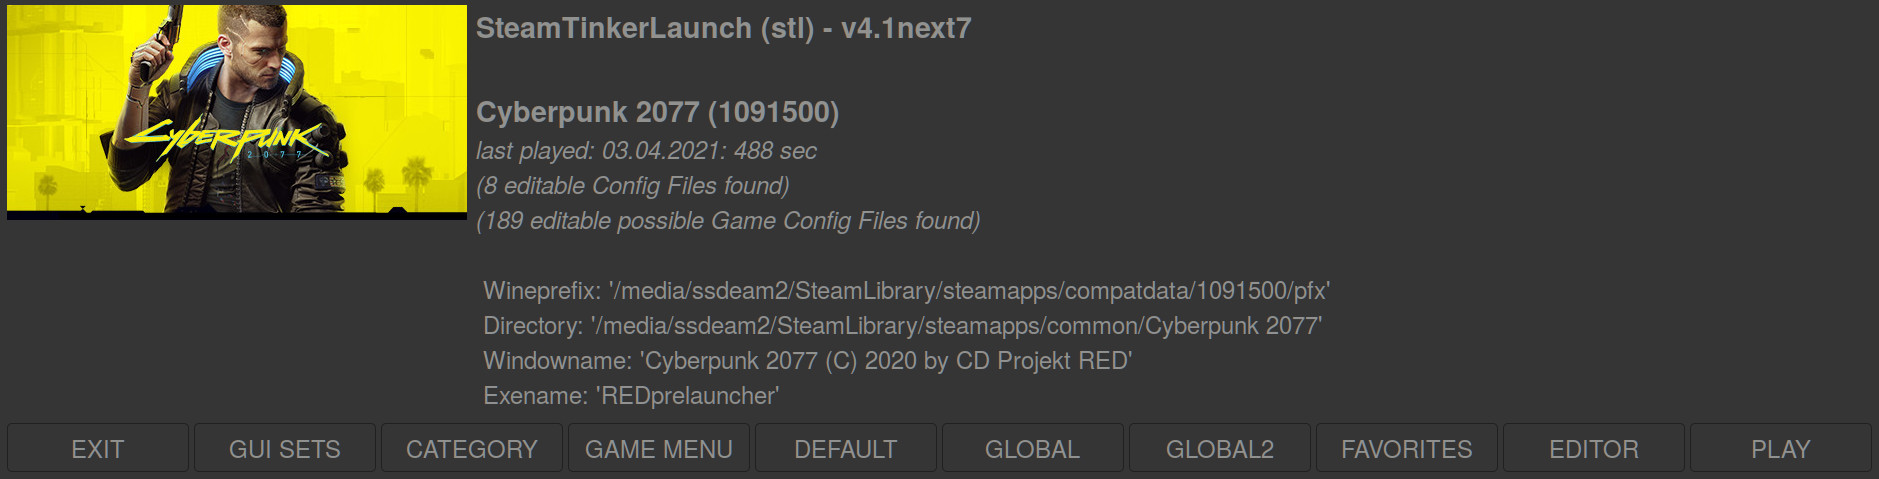 SteamTinkerLaunch (stl) - v4.1next7
Cyberpunk 2077 (1091500)
last played: 03.04.2021: 488 sec
(8 editable Config Files found)
(189 editable possible Game Config Files found)
CYBERPUNK
2077
Wineprefix: '/media/ssdeam2/SteamLibrary/steamapps/compatdata/1091500/pfx'
Directory: '/media/ssdeam2/SteamLibrary/steamapps/common/Cyberpunk 2077'
Windowname: 'Cyberpunk 2077 (C) 2020 by CD Projekt RED'
Exename: 'REDprelauncher'
EXIT
GUI SETS
CATEGORY
GAME MENU
DEFAULT
GLOBAL
GLOBAL2
FAVORITES
EDITOR
PLAY